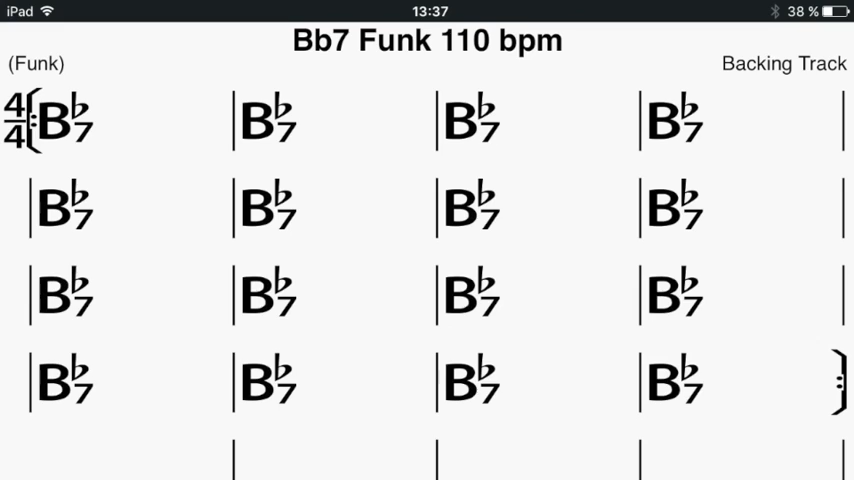 iPad 13:37 38 %
Bb7 Funk 110 bpm
(Funk) Backing Track
4/4 B♭7 B♭7 B♭7 B♭7
B♭7 B♭7 B♭7 B♭7
B♭7 B♭7 B♭7 B♭7
B♭7 B♭7 B♭7 B♭7